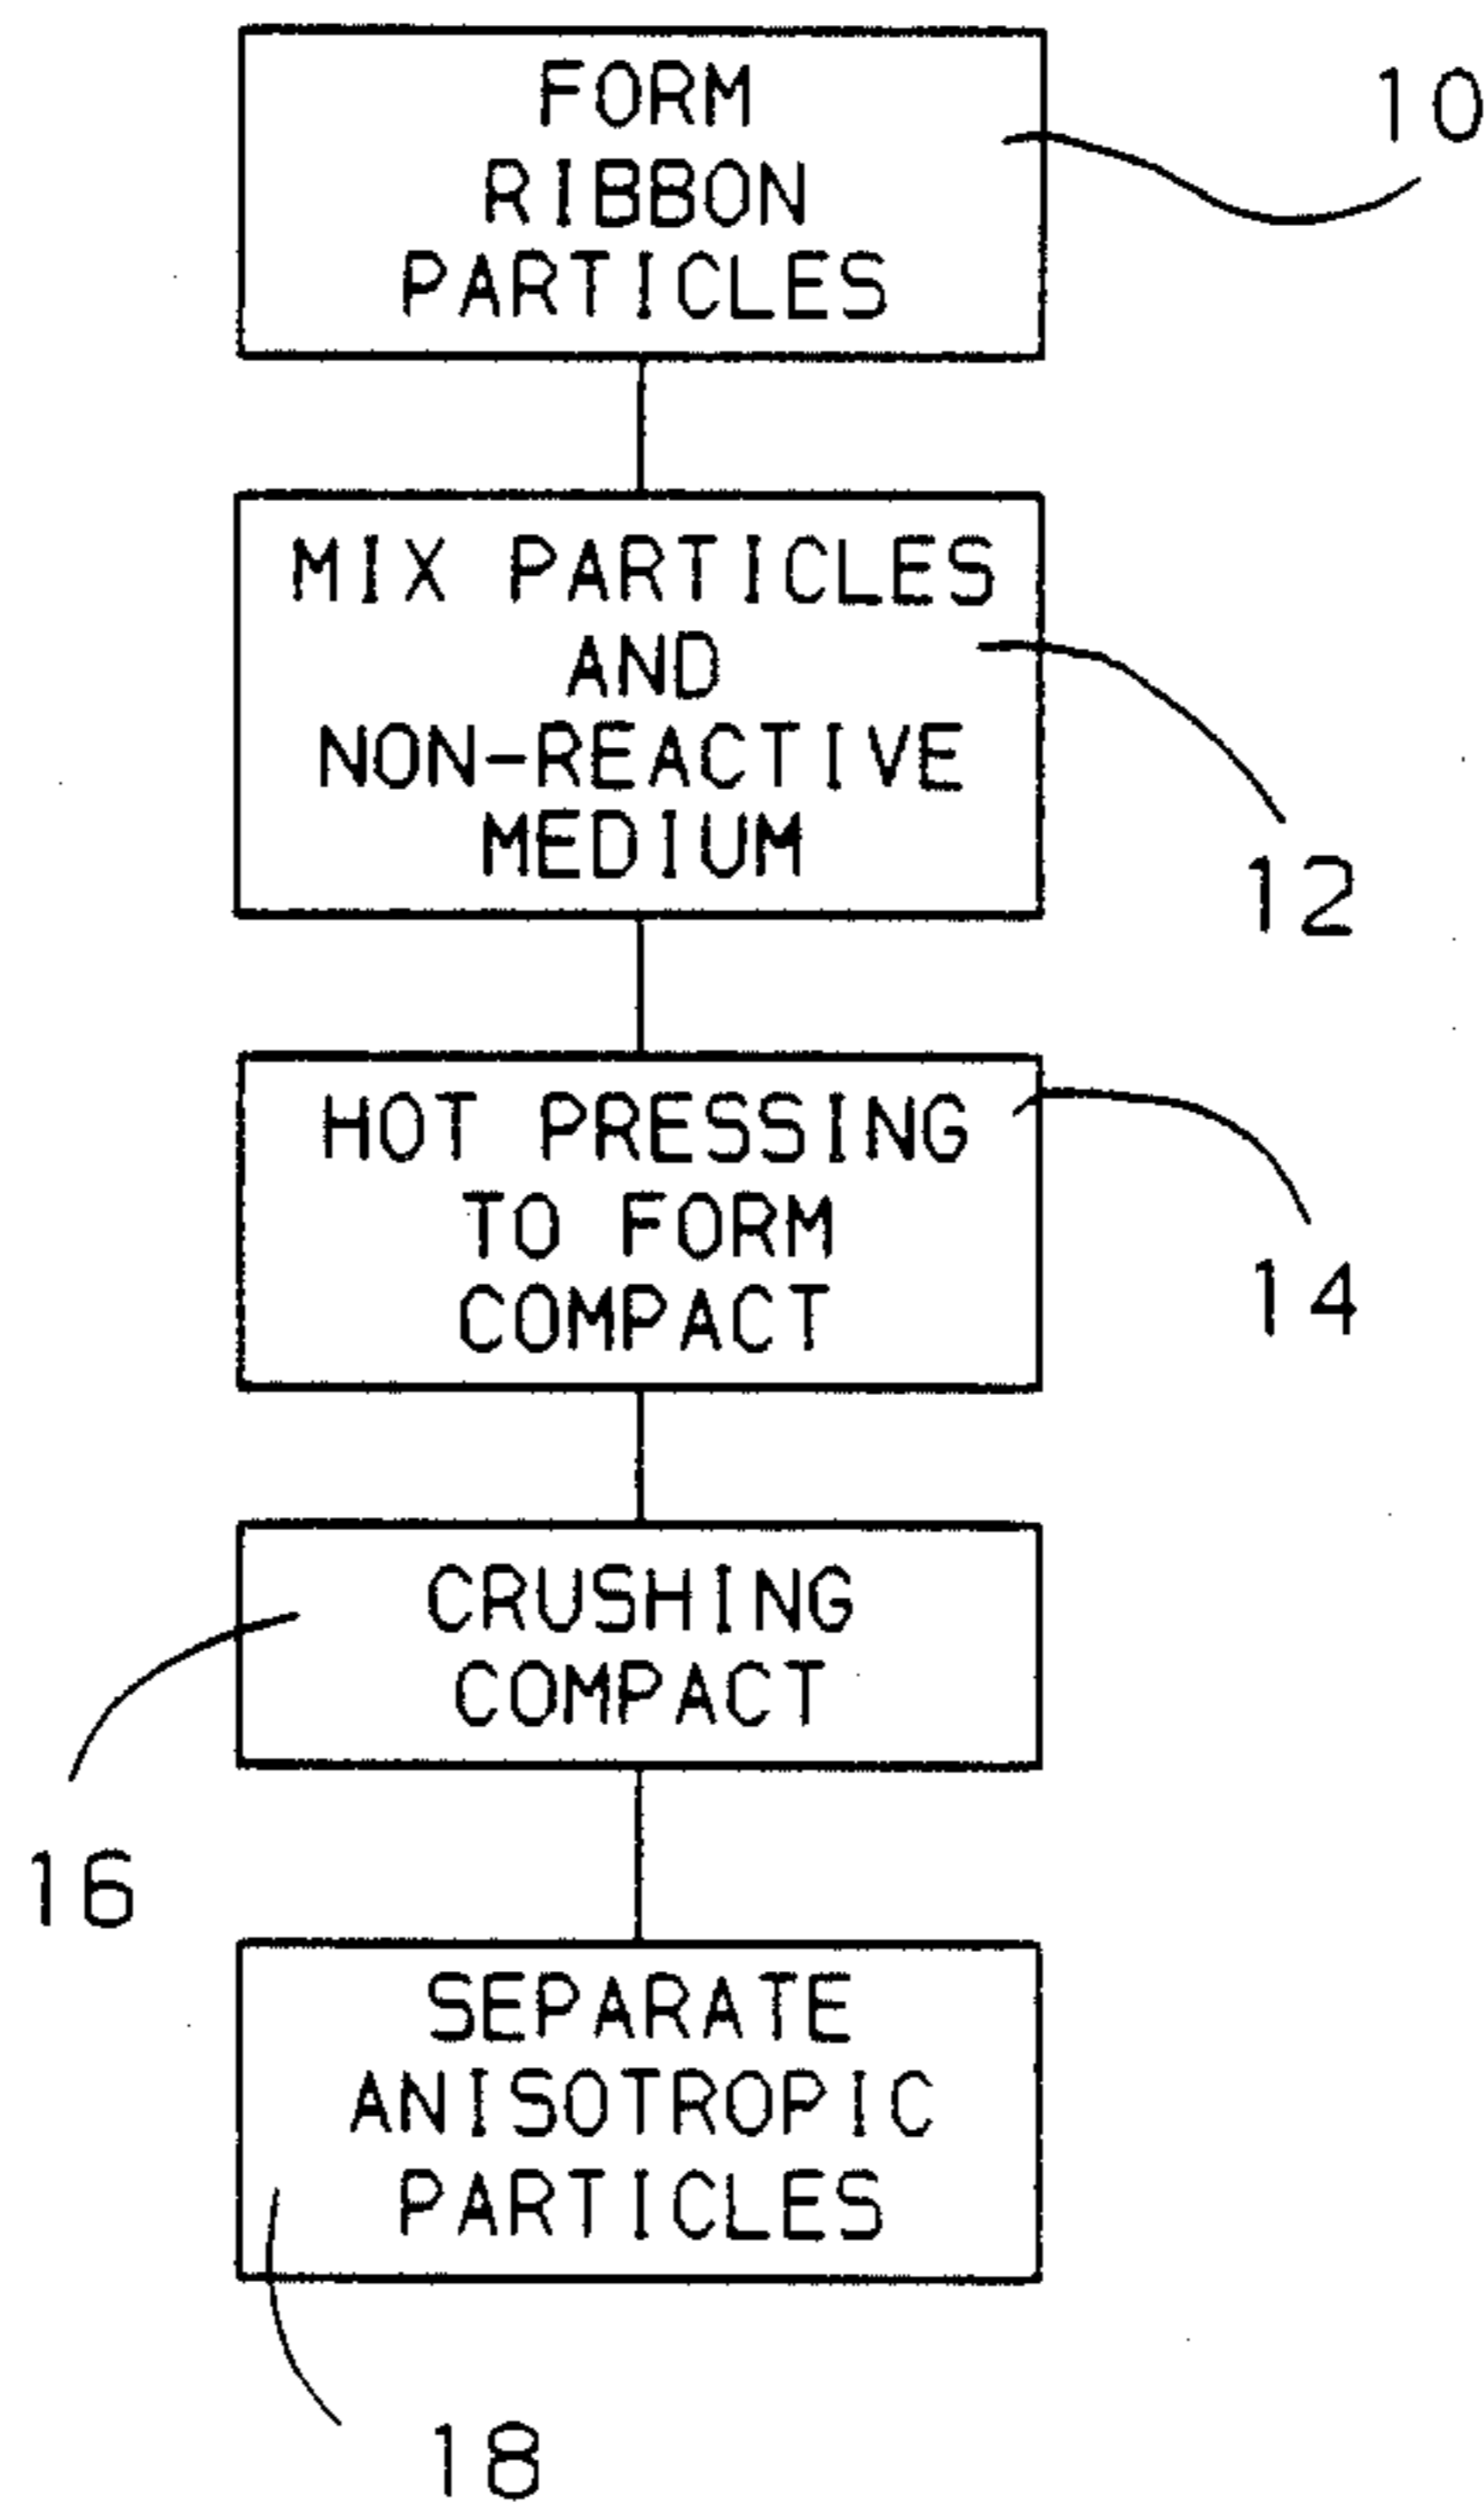 FORM
RIBBON
PARTICLES
10
MIX PARTICLES
AND
NON-REACTIVE
MEDIUM
12
HOT PRESSING
TO FORM
COMPACT
14
CRUSHING
COMPACT
16
SEPARATE
ANISOTROPIC
PARTICLES
18